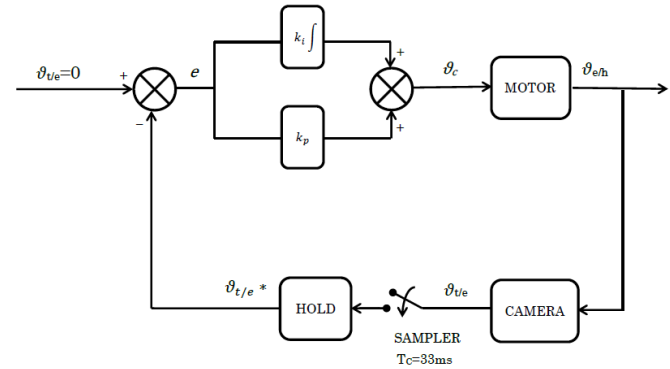 ϑt/e=0
+
−
e
ki ∫
kp
+
+
ϑc
MOTOR
ϑe/h
ϑt/e *
HOLD
SAMPLER
Tc=33ms
ϑt/e
CAMERA